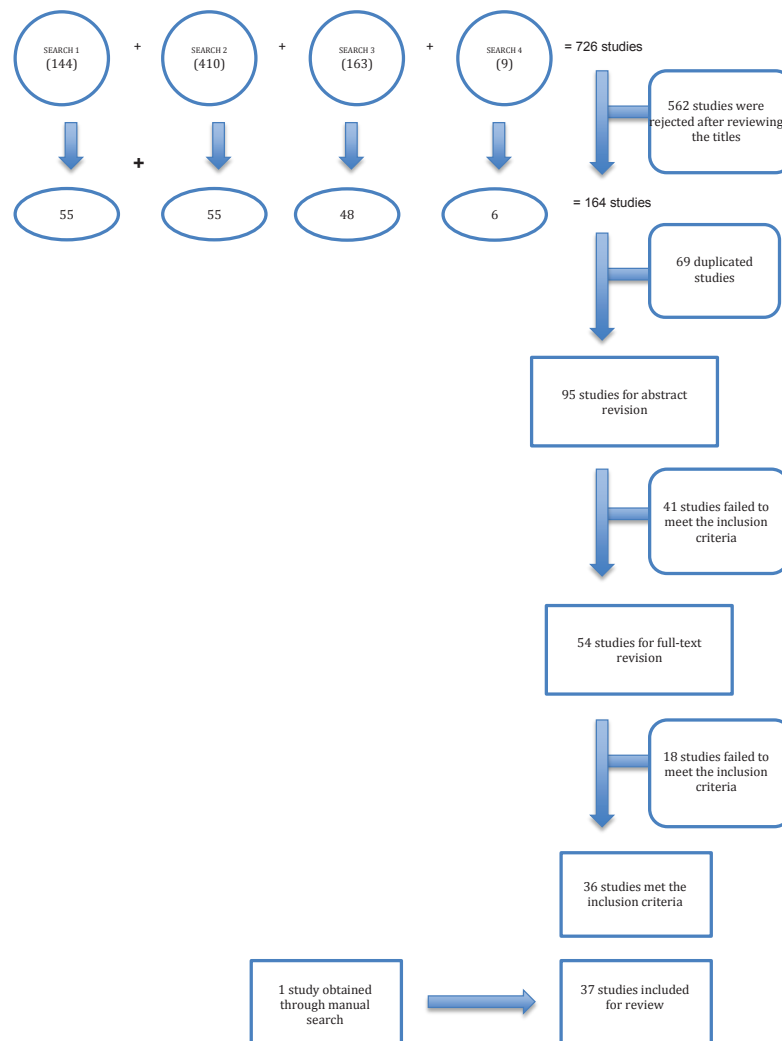 SEARCH 1
(144)
+
SEARCH 2
(410)
+
SEARCH 3
(163)
+
SEARCH 4
(9)
= 726 studies
562 studies were
rejected after reviewing
the titles
55
+
55
48
6
= 164 studies
69 duplicated
studies
95 studies for abstract
revision
41 studies failed to
meet the inclusion
criteria
54 studies for full-text
revision
18 studies failed to
meet the inclusion
criteria
36 studies met the
inclusion criteria
1 study obtained
through manual
search
37 studies included
for review